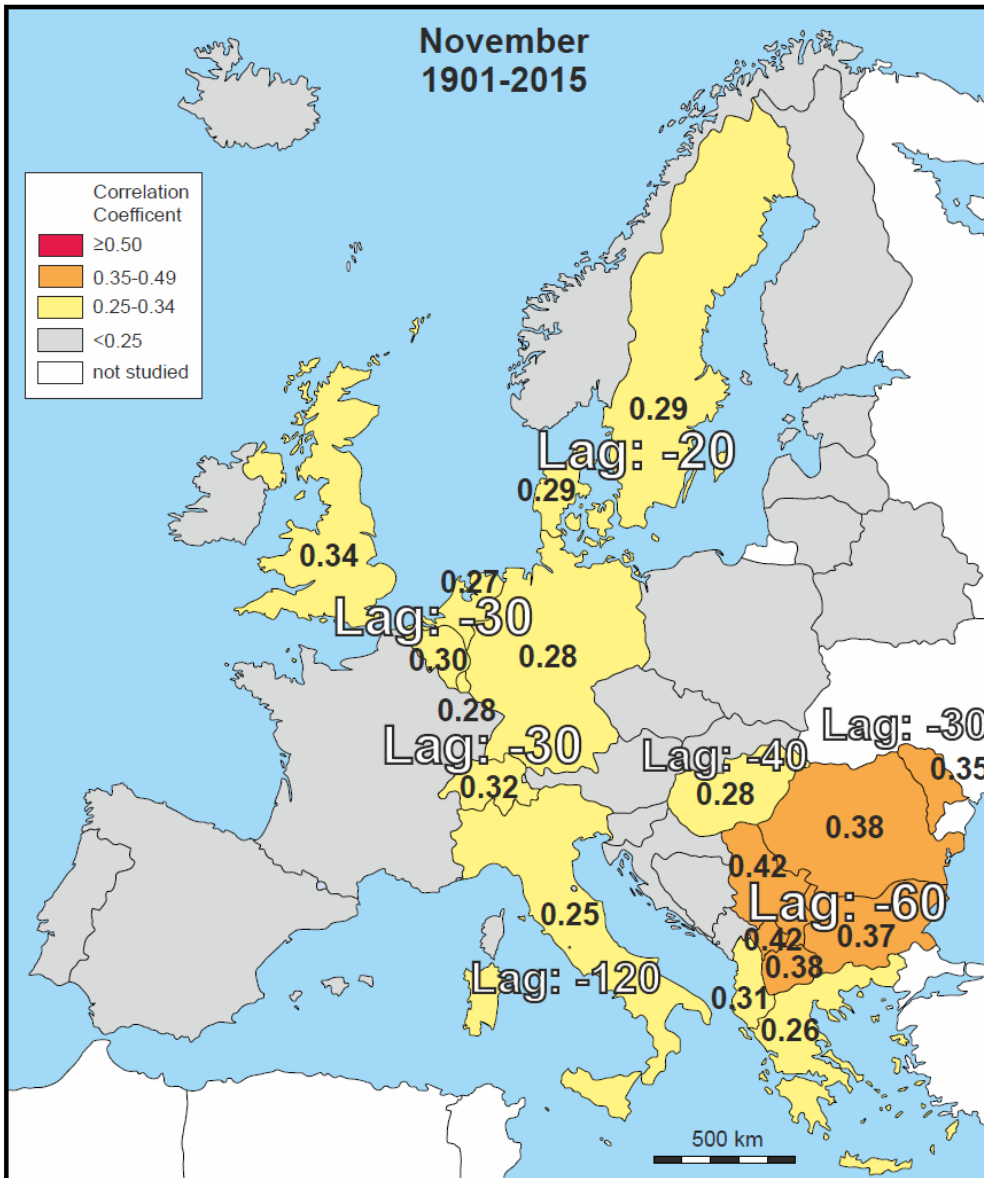 November
1901-2015
Correlation
Coefficent
≥0.50
0.35-0.49
0.25-0.34
<0.25
not studied
0.29
Lag: -20
0.29
0.34
0.27
Lag: -30
0.30
0.28
0.28
Lag: -30
Lag: -30
Lag: -40
0.35
0.32
0.28
0.38
0.42
Lag: -60
0.25
0.42
0.37
0.38
Lag: -120
0.31
0.26
500 km